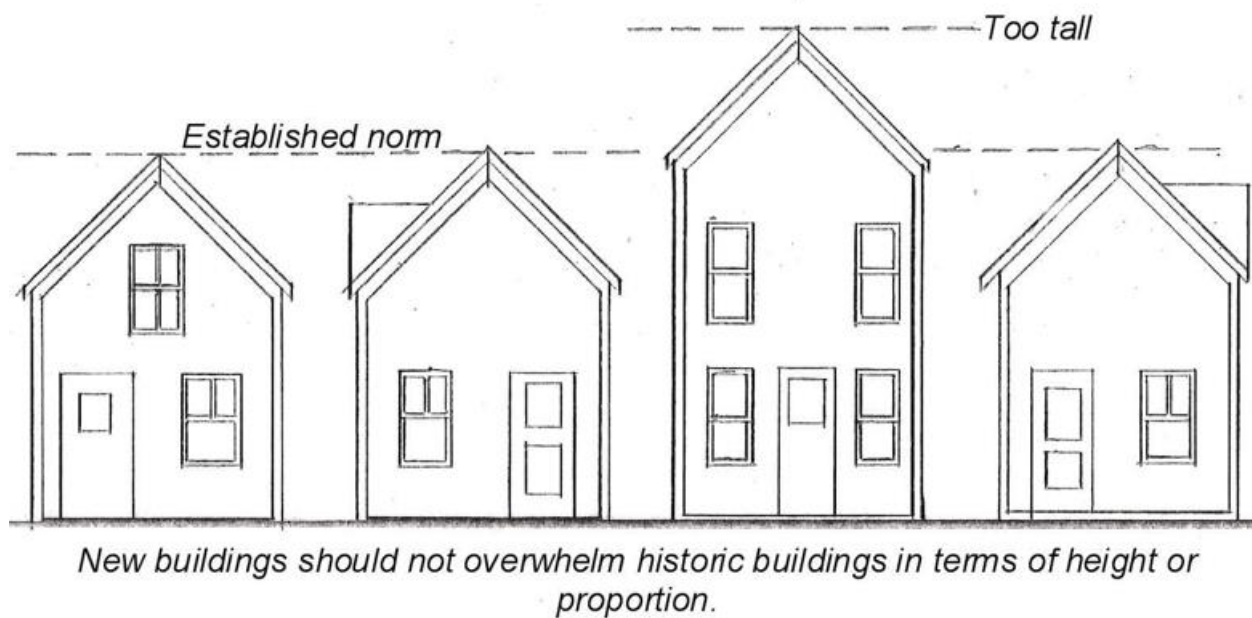 Too tall
Established norm
New buildings should not overwhelm historic buildings in terms of height or
proportion.